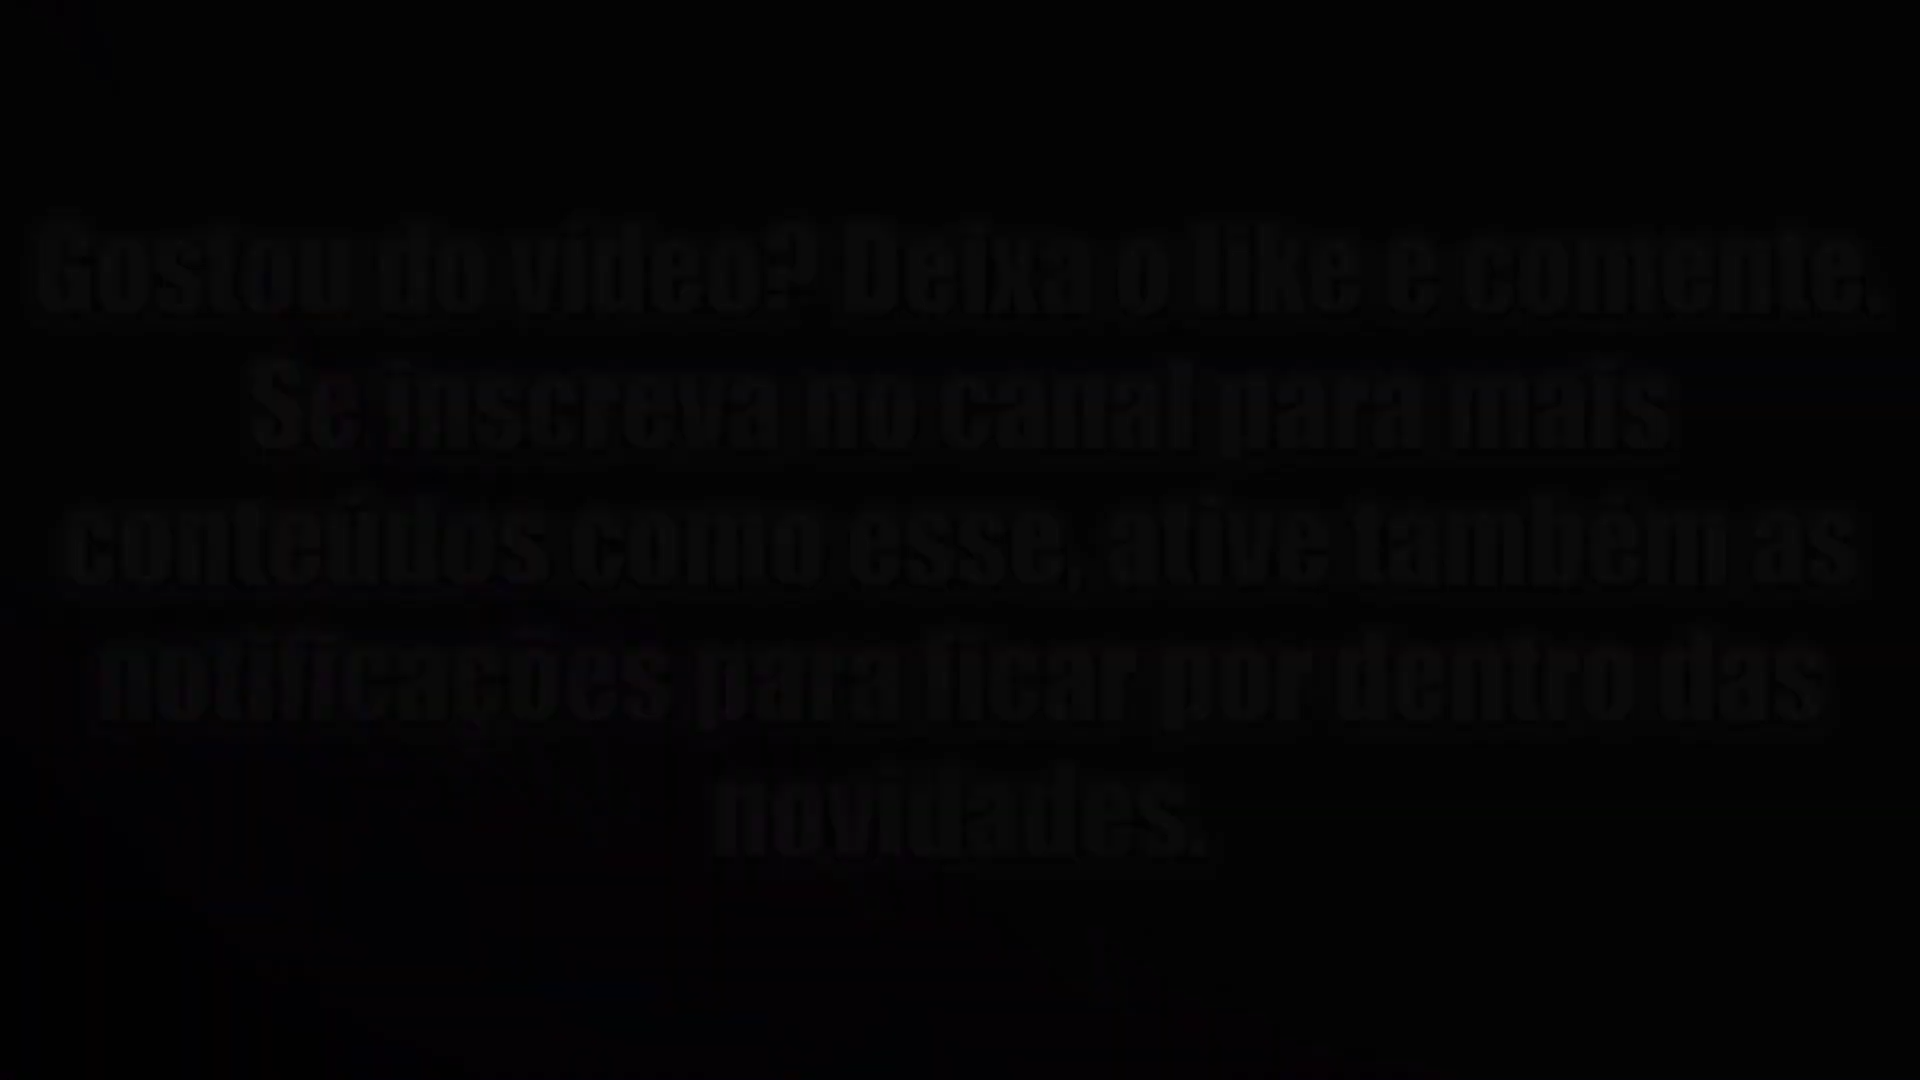 Gostou do vídeo? Deixa o like e comente.
Se inscreva no canal para mais
conteúdos como esse, ative também as
notificações para ficar por dentro das
novidades.